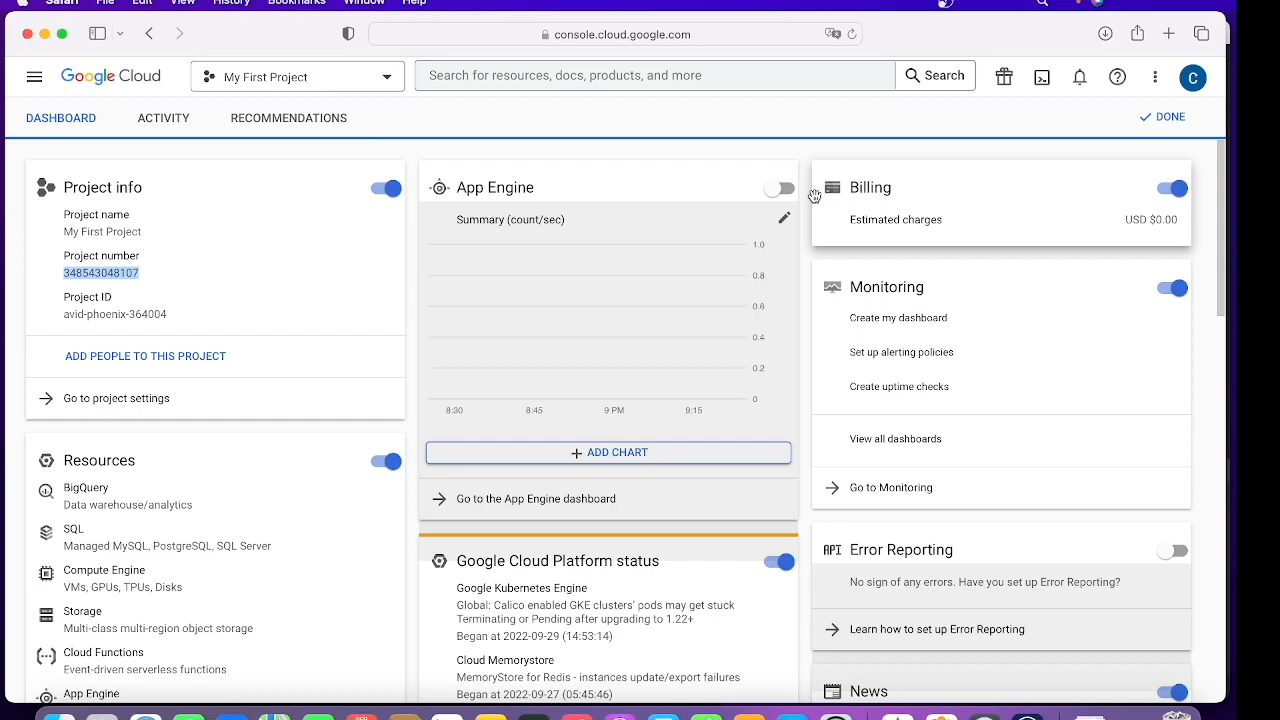 Safari File Edit View History Bookmarks Window Help
console.cloud.google.com
Google Cloud
My First Project
Search for resources, docs, products, and more
Search
C
DASHBOARD
ACTIVITY
RECOMMENDATIONS
DONE
Project info
Project name
My First Project
Project number
348543048107
Project ID
avid-phoenix-364004
ADD PEOPLE TO THIS PROJECT
Go to project settings
Resources
BigQuery
Data warehouse/analytics
SQL
Managed MySQL, PostgreSQL, SQL Server
Compute Engine
VMs, GPUs, TPUs, Disks
Storage
Multi-class multi-region object storage
Cloud Functions
Event-driven serverless functions
App Engine
App Engine
Summary (count/sec)
1.0
0.8
0.6
0.4
0.2
0
8:30 8:45 9 PM 9:15
ADD CHART
Go to the App Engine dashboard
Google Cloud Platform status
Google Kubernetes Engine
Global: Calico enabled GKE clusters' pods may get stuck
Terminating or Pending after upgrading to 1.22+
Began at 2022-09-29 (14:53:14)
Cloud Memorystore
MemoryStore for Redis - instances update/export failures
Began at 2022-09-27 (05:45:46)
Billing
Estimated charges USD $0.00
Monitoring
Create my dashboard
Set up alerting policies
Create uptime checks
View all dashboards
Go to Monitoring
API Error Reporting
No sign of any errors. Have you set up Error Reporting?
Learn how to set up Error Reporting
News